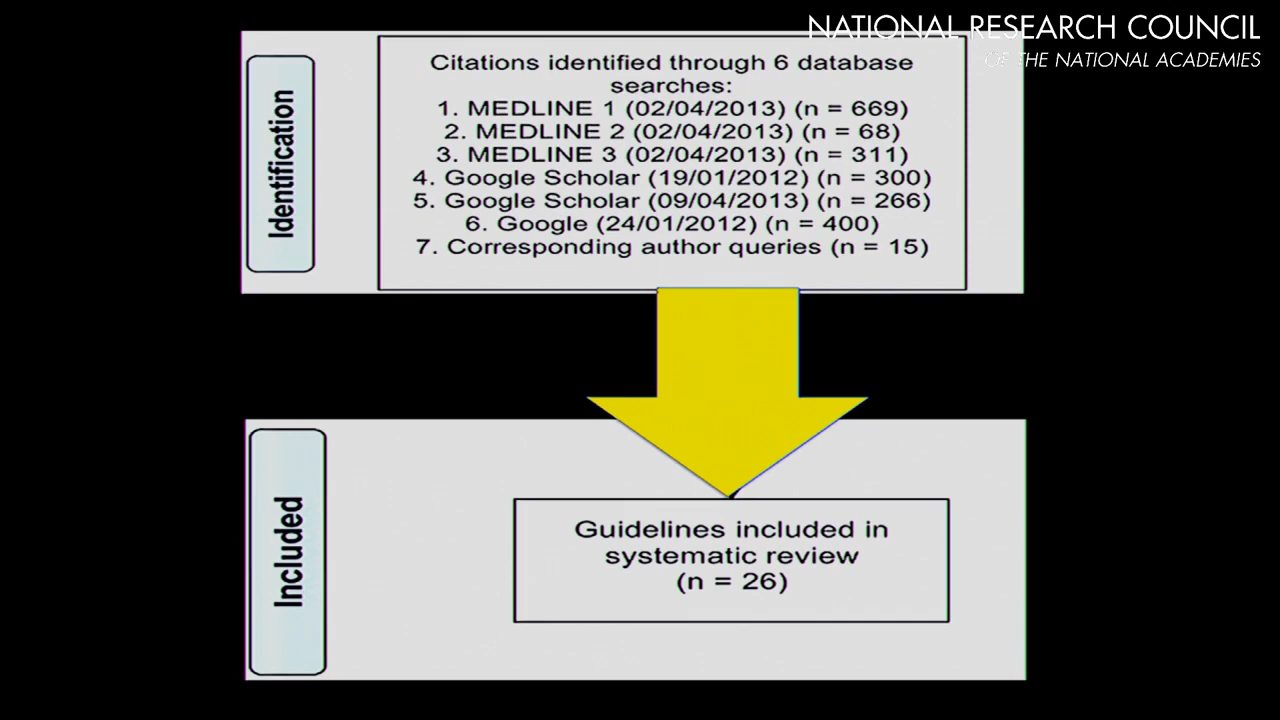 NATIONAL RESEARCH COUNCIL
OF THE NATIONAL ACADEMIES
Identification
Citations identified through 6 database
searches:
1. MEDLINE 1 (02/04/2013) (n = 669)
2. MEDLINE 2 (02/04/2013) (n = 68)
3. MEDLINE 3 (02/04/2013) (n = 311)
4. Google Scholar (19/01/2012) (n = 300)
5. Google Scholar (09/04/2013) (n = 266)
6. Google (24/01/2012) (n = 400)
7. Corresponding author queries (n = 15)
Included
Guidelines included in
systematic review
(n = 26)